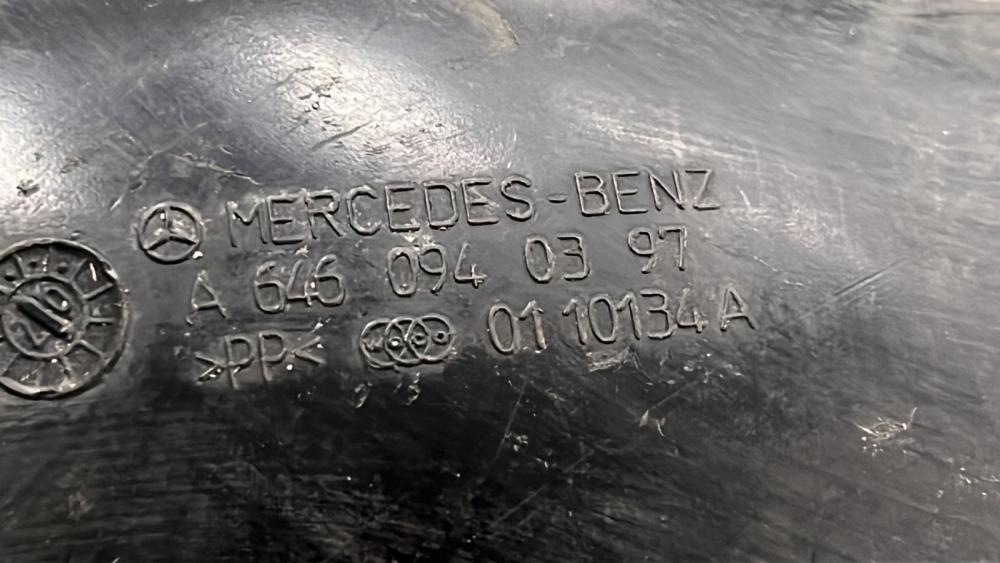 MERCEDES-BENZ
A 646 094 03 97
>PP< 01 10134 A